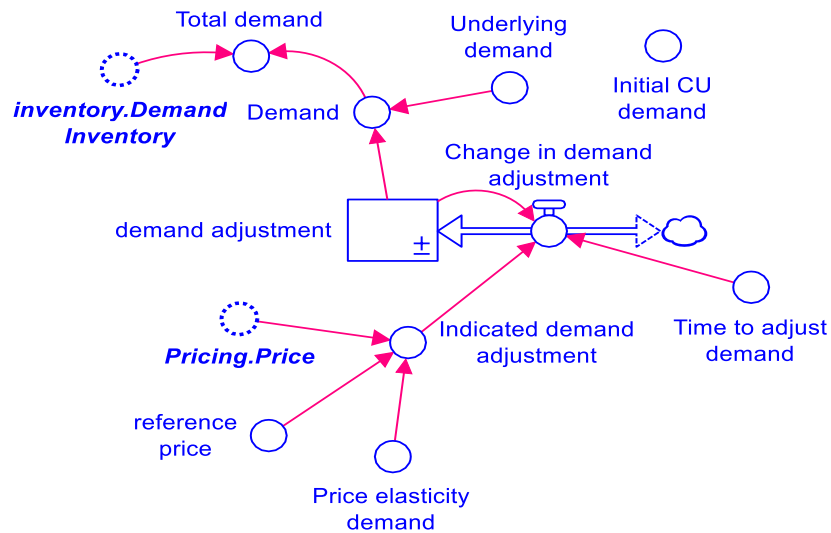 Total demand
Underlying
demand
Initial CU
demand
inventory.Demand
Inventory
Demand
Change in demand
adjustment
demand adjustment
±
Indicated demand
adjustment
Time to adjust
demand
Pricing.Price
reference
price
Price elasticity
demand